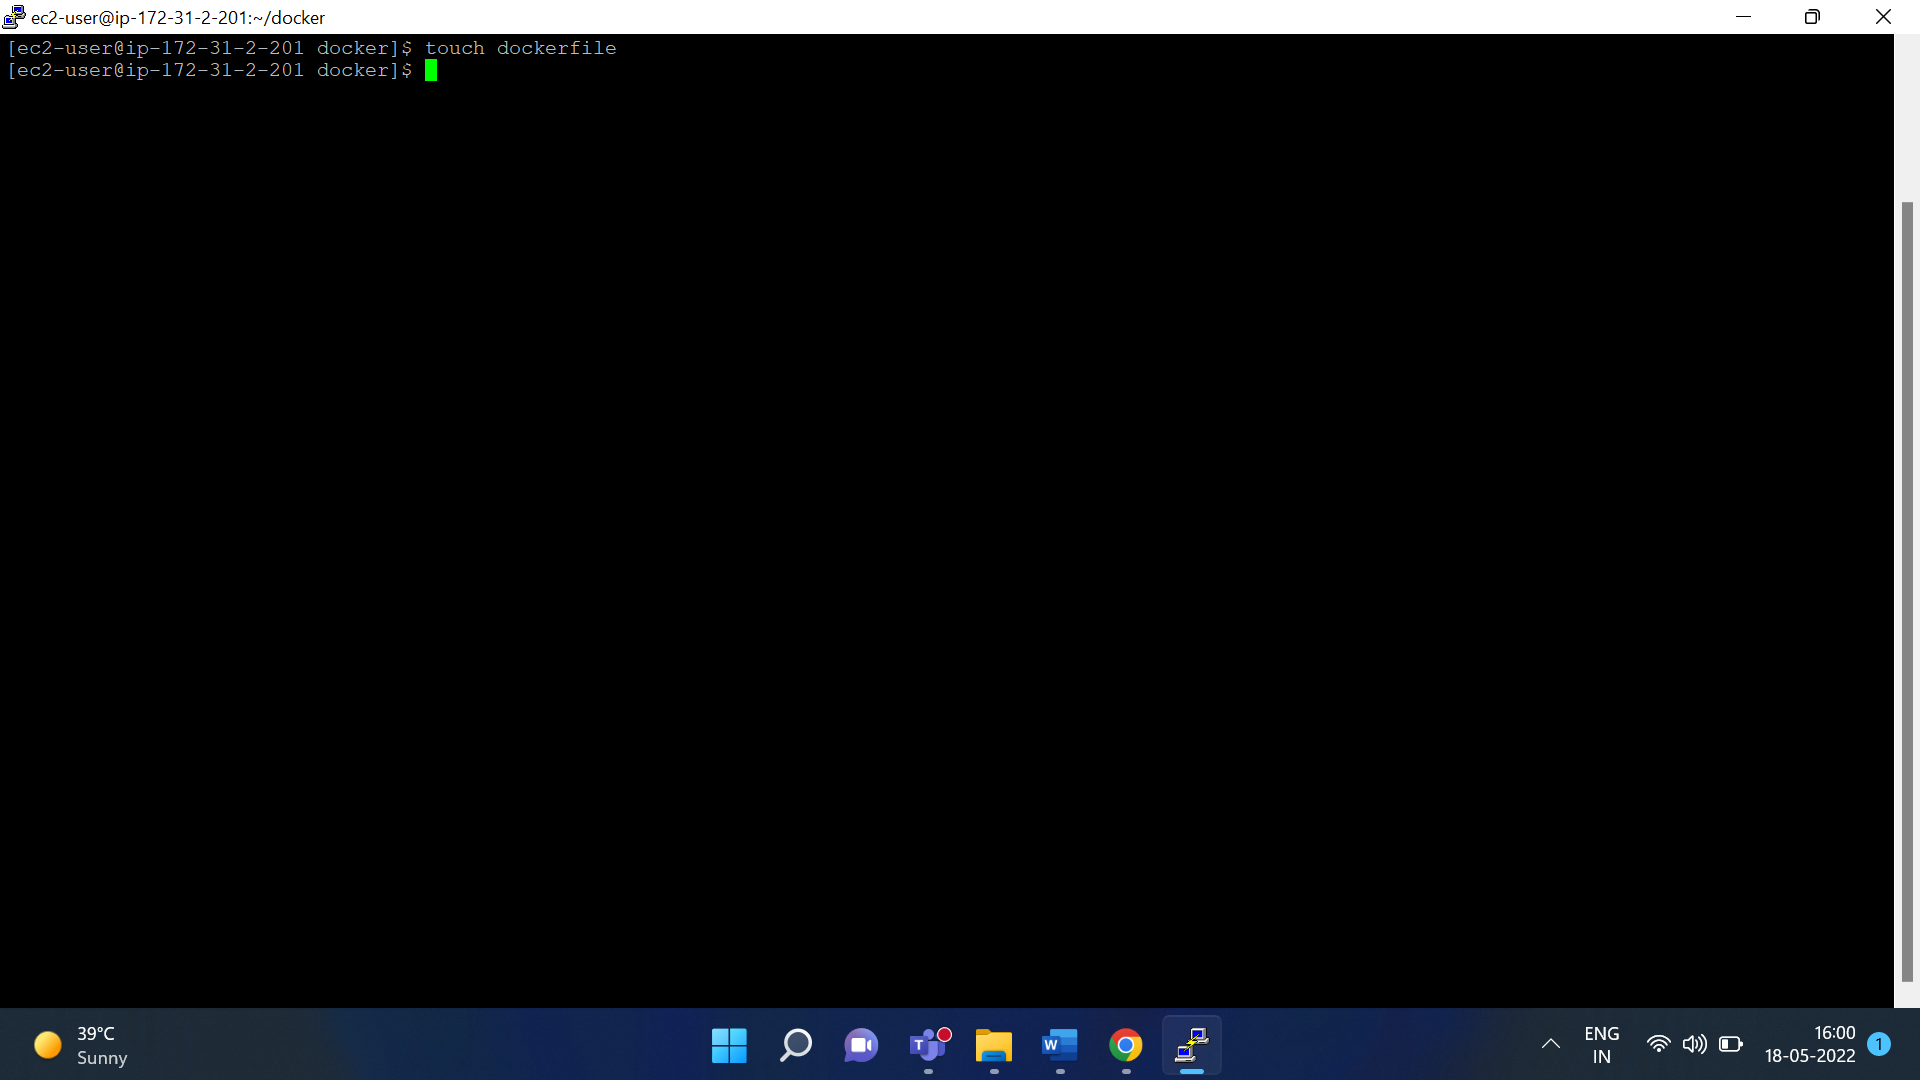 ec2-user@ip-172-31-2-201:~/docker
[ec2-user@ip-172-31-2-201 docker]$ touch dockerfile
[ec2-user@ip-172-31-2-201 docker]$
39°C
Sunny
T
W
ENG
IN
16:00
18-05-2022
1